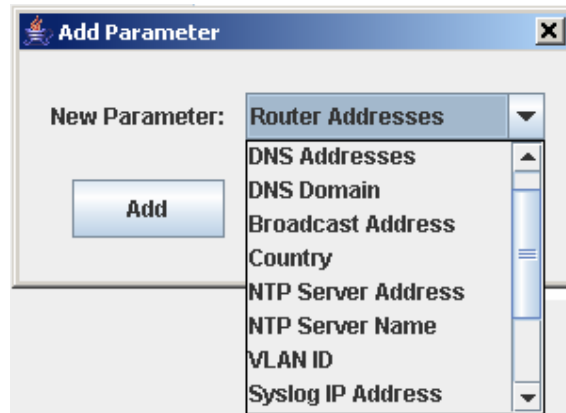 Add Parameter
New Parameter: Router Addresses
DNS Addresses
DNS Domain
Add
Broadcast Address
Country
NTP Server Address
NTP Server Name
VLAN ID
Syslog IP Address